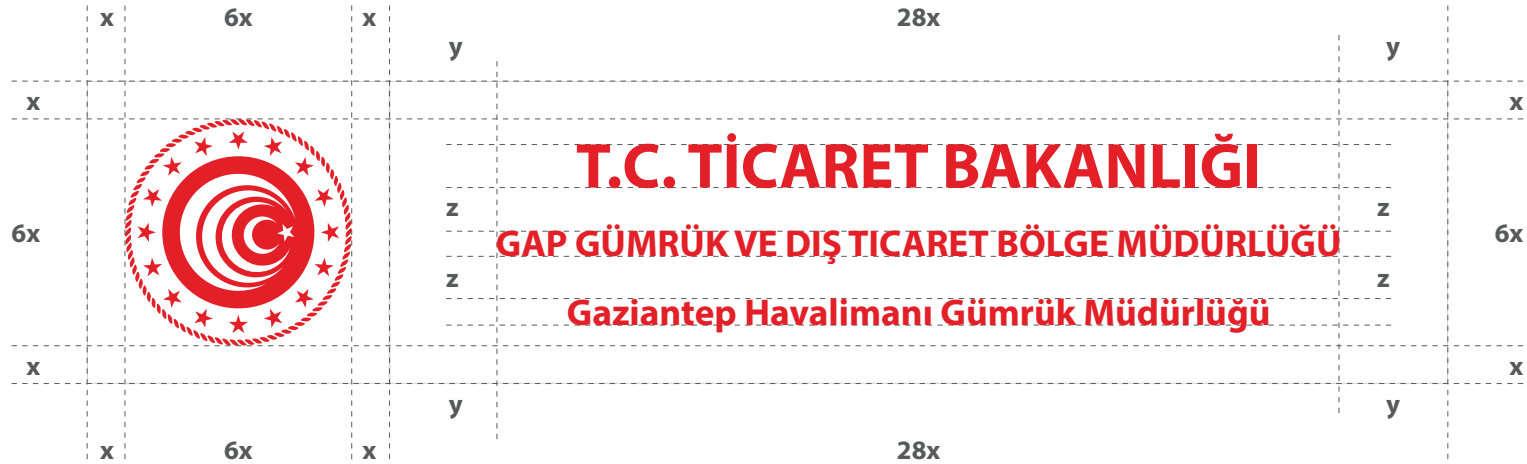 x 6x x 28x
y y
x x
T.C. TİCARET BAKANLIĞI
z z
6x GAP GÜMRÜK VE DIŞ TICARET BÖLGE MÜDÜRLÜĞÜ 6x
z z
Gaziantep Havalimanı Gümrük Müdürlüğü
x x
y y
x 6x x 28x